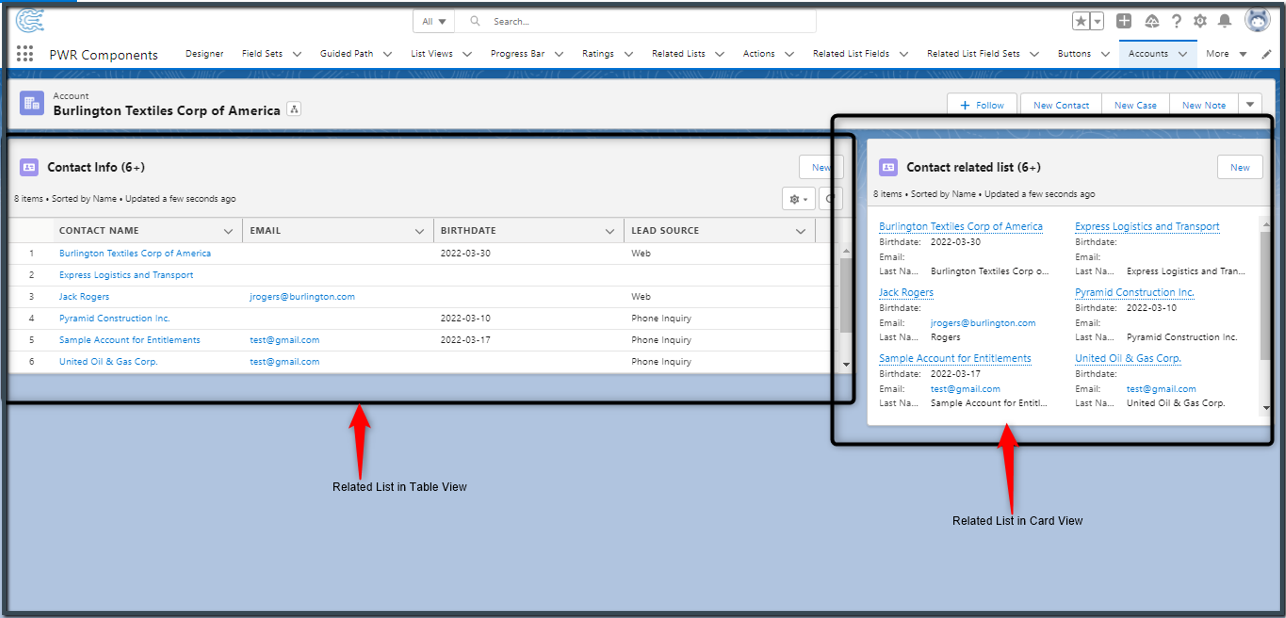 All Search...
PWR Components Designer Field Sets Guided Path List Views Progress Bar Ratings Related Lists Actions Related List Fields Related List Field Sets Buttons Accounts More
Account
Burlington Textiles Corp of America
+ Follow New Contact New Case New Note
Contact Info (6+)
New
8 items • Sorted by Name • Updated a few seconds ago
CONTACT NAME EMAIL BIRTHDATE LEAD SOURCE
1 Burlington Textiles Corp of America 2022-03-30 Web
2 Express Logistics and Transport
3 Jack Rogers jrogers@burlington.com Web
4 Pyramid Construction Inc. 2022-03-10 Phone Inquiry
5 Sample Account for Entitlements test@gmail.com 2022-03-17 Phone Inquiry
6 United Oil & Gas Corp. test@gmail.com Phone Inquiry
Related List in Table View
Contact related list (6+)
New
8 items • Sorted by Name • Updated a few seconds ago
Burlington Textiles Corp of America
Birthdate: 2022-03-30
Email:
Last Na... Burlington Textiles Corp o...
Express Logistics and Transport
Birthdate:
Email:
Last Na... Express Logistics and Tran...
Jack Rogers
Birthdate:
Email: jrogers@burlington.com
Last Na... Rogers
Pyramid Construction Inc.
Birthdate: 2022-03-10
Email:
Last Na... Pyramid Construction Inc.
Sample Account for Entitlements
Birthdate: 2022-03-17
Email: test@gmail.com
Last Na... Sample Account for Entitl...
United Oil & Gas Corp.
Birthdate:
Email: test@gmail.com
Last Na... United Oil & Gas Corp.
Related List in Card View